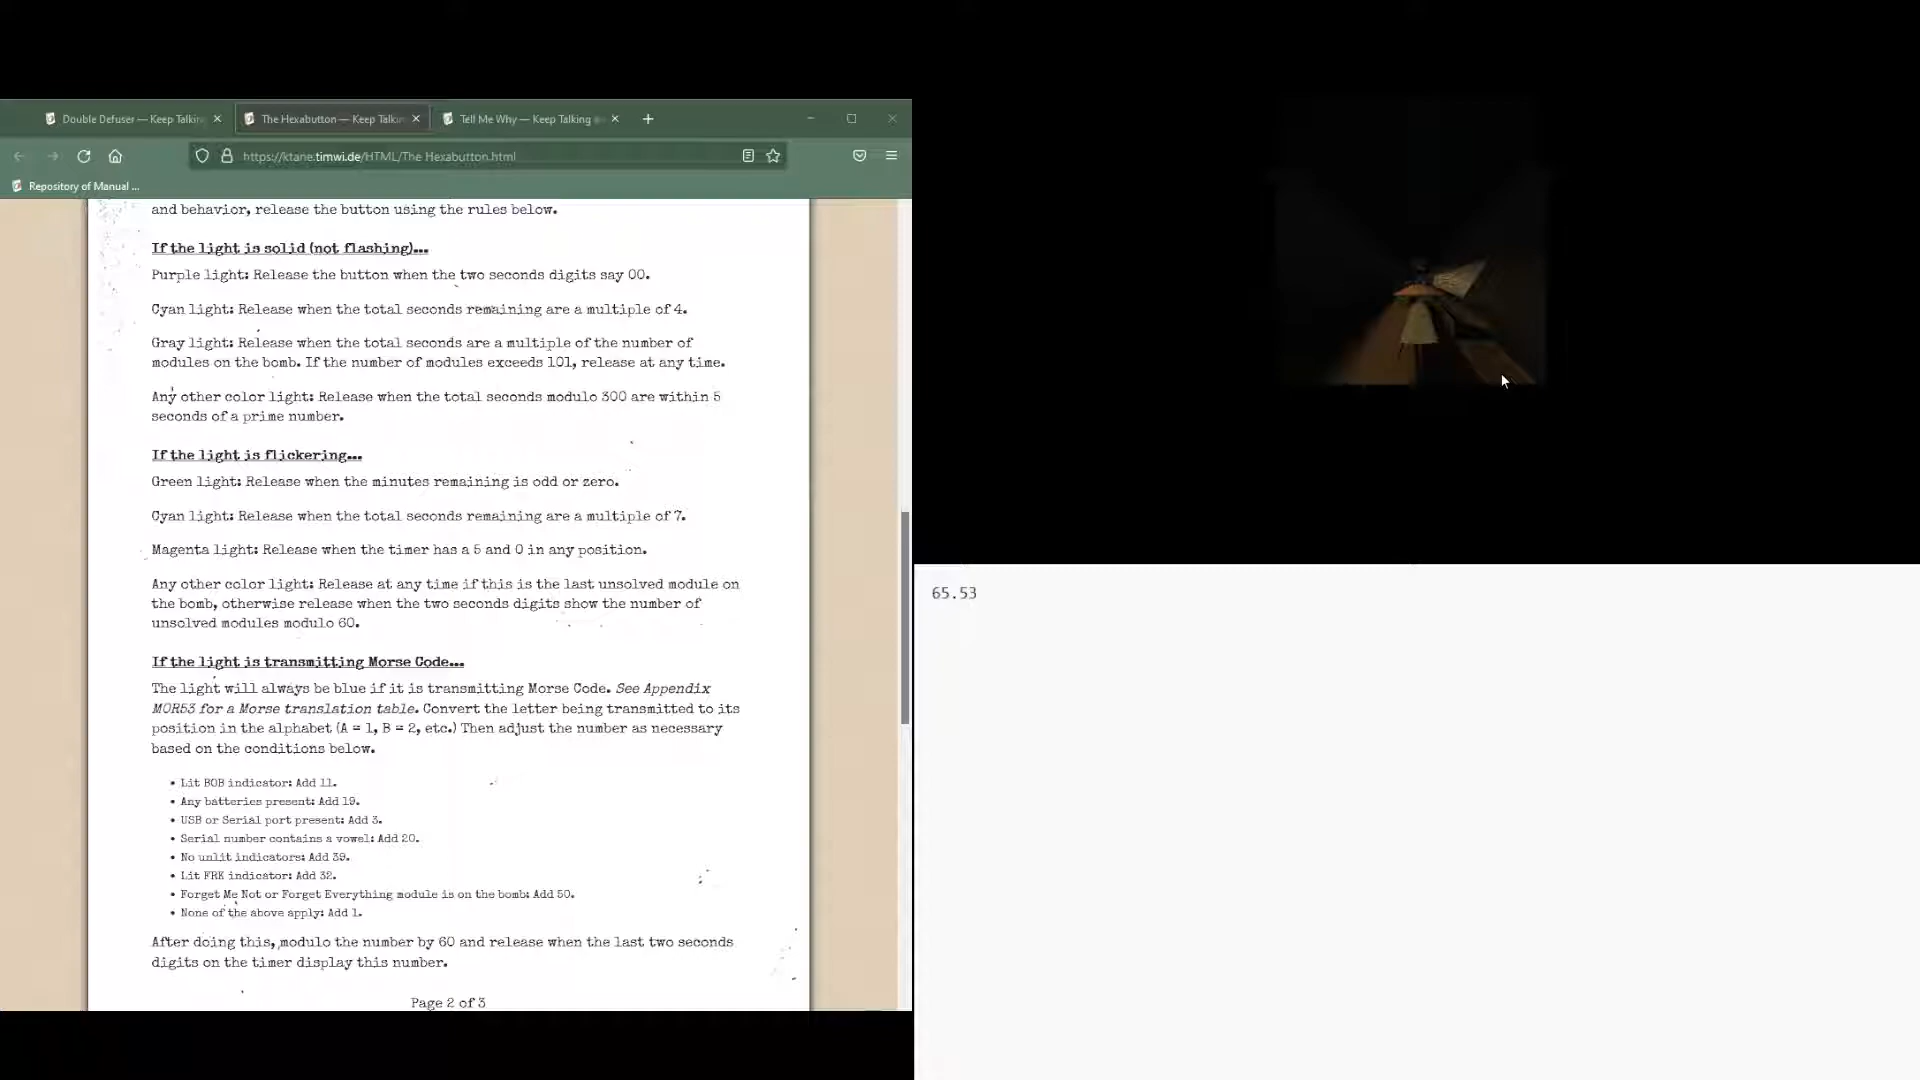 Double Defuser — Keep Talkin
The Hexabutton — Keep Talkin
Tell Me Why — Keep Talking
https://ktane.timwi.de/HTML/The Hexabutton.html
Repository of Manual ...
and behavior, release the button using the rules below.
If the light is solid (not flashing)...
Purple light: Release the button when the two seconds digits say 00.
Cyan light: Release when the total seconds remaining are a multiple of 4.
Gray light: Release when the total seconds are a multiple of the number of
modules on the bomb. If the number of modules exceeds 101, release at any time.
Any other color light: Release when the total seconds modulo 300 are within 5
seconds of a prime number.
If the light is flickering...
Green light: Release when the minutes remaining is odd or zero.
Cyan light: Release when the total seconds remaining are a multiple of 7.
Magenta light: Release when the timer has a 5 and 0 in any position.
Any other color light: Release at any time if this is the last unsolved module on
the bomb, otherwise release when the two seconds digits show the number of
unsolved modules modulo 60.
If the light is transmitting Morse Code...
The light will always be blue if it is transmitting Morse Code. See Appendix
M0R53 for a Morse translation table. Convert the letter being transmitted to its
position in the alphabet (A = 1, B = 2, etc.) Then adjust the number as necessary
based on the conditions below.
• Lit BOB indicator: Add 11.
• Any batteries present: Add 19.
• USB or Serial port present: Add 3.
• Serial number contains a vowel: Add 20.
• No unlit indicators: Add 39.
• Lit FRK indicator: Add 32.
• Forget Me Not or Forget Everything module is on the bomb: Add 50.
• None of the above apply: Add 1.
After doing this, modulo the number by 60 and release when the last two seconds
digits on the timer display this number.
Page 2 of 3
65.53